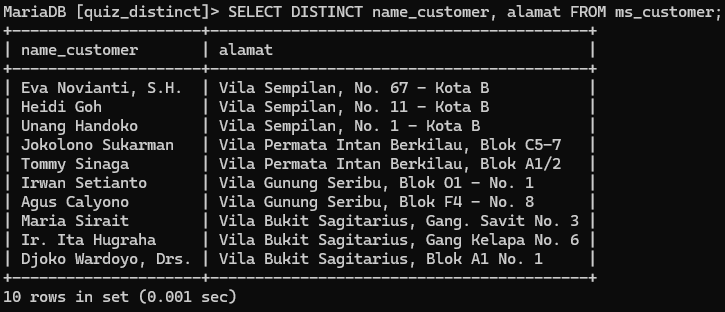 MariaDB [quiz_distinct]> SELECT DISTINCT name_customer, alamat FROM ms_customer;
+---------------------+----------------------------------------+
| name_customer       | alamat                                 |
+---------------------+----------------------------------------+
| Eva Novianti, S.H.  | Vila Sempilan, No. 67 - Kota B         |
| Heidi Goh           | Vila Sempilan, No. 11 - Kota B         |
| Unang Handoko       | Vila Sempilan, No. 1 - Kota B          |
| Jokolono Sukarman   | Vila Permata Intan Berkilau, Blok C5-7 |
| Tommy Sinaga        | Vila Permata Intan Berkilau, Blok A1/2 |
| Irwan Setianto      | Vila Gunung Seribu, Blok O1 - No. 1    |
| Agus Calyono        | Vila Gunung Seribu, Blok F4 - No. 8    |
| Maria Sirait        | Vila Bukit Sagitarius, Gang. Savit No. 3 |
| Ir. Ita Hugraha     | Vila Bukit Sagitarius, Gang Kelapa No. 6 |
| Djoko Wardoyo, Drs. | Vila Bukit Sagitarius, Blok A1 No. 1   |
+---------------------+----------------------------------------+
10 rows in set (0.001 sec)